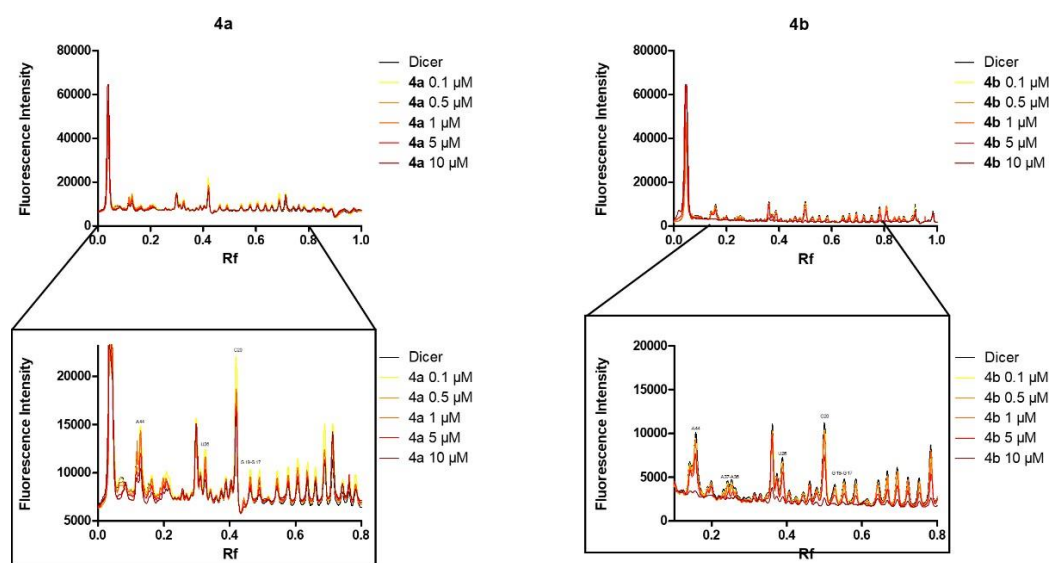 4a
80000
60000
40000
20000
0
Fluorescence Intensity
0.0 0.2 0.4 0.6 0.8 1.0
Rf
Dicer
4a 0.1 µM
4a 0.5 µM
4a 1 µM
4a 5 µM
4a 10 µM
4b
80000
60000
40000
20000
0
Fluorescence Intensity
0.0 0.2 0.4 0.6 0.8 1.0
Rf
Dicer
4b 0.1 µM
4b 0.5 µM
4b 1 µM
4b 5 µM
4b 10 µM
20000
15000
10000
5000
Fluorescence Intensity
A44
U28
G-19-G-17
0.0 0.2 0.4 0.6 0.8
Rf
Dicer
4a 0.1 µM
4a 0.5 µM
4a 1 µM
4a 5 µM
4a 10 µM
20000
15000
10000
5000
0
Fluorescence Intensity
A44
U28
0.2 0.4 0.6 0.8
Rf
Dicer
4b 0.1 µM
4b 0.5 µM
4b 1 µM
4b 5 µM
4b 10 µM